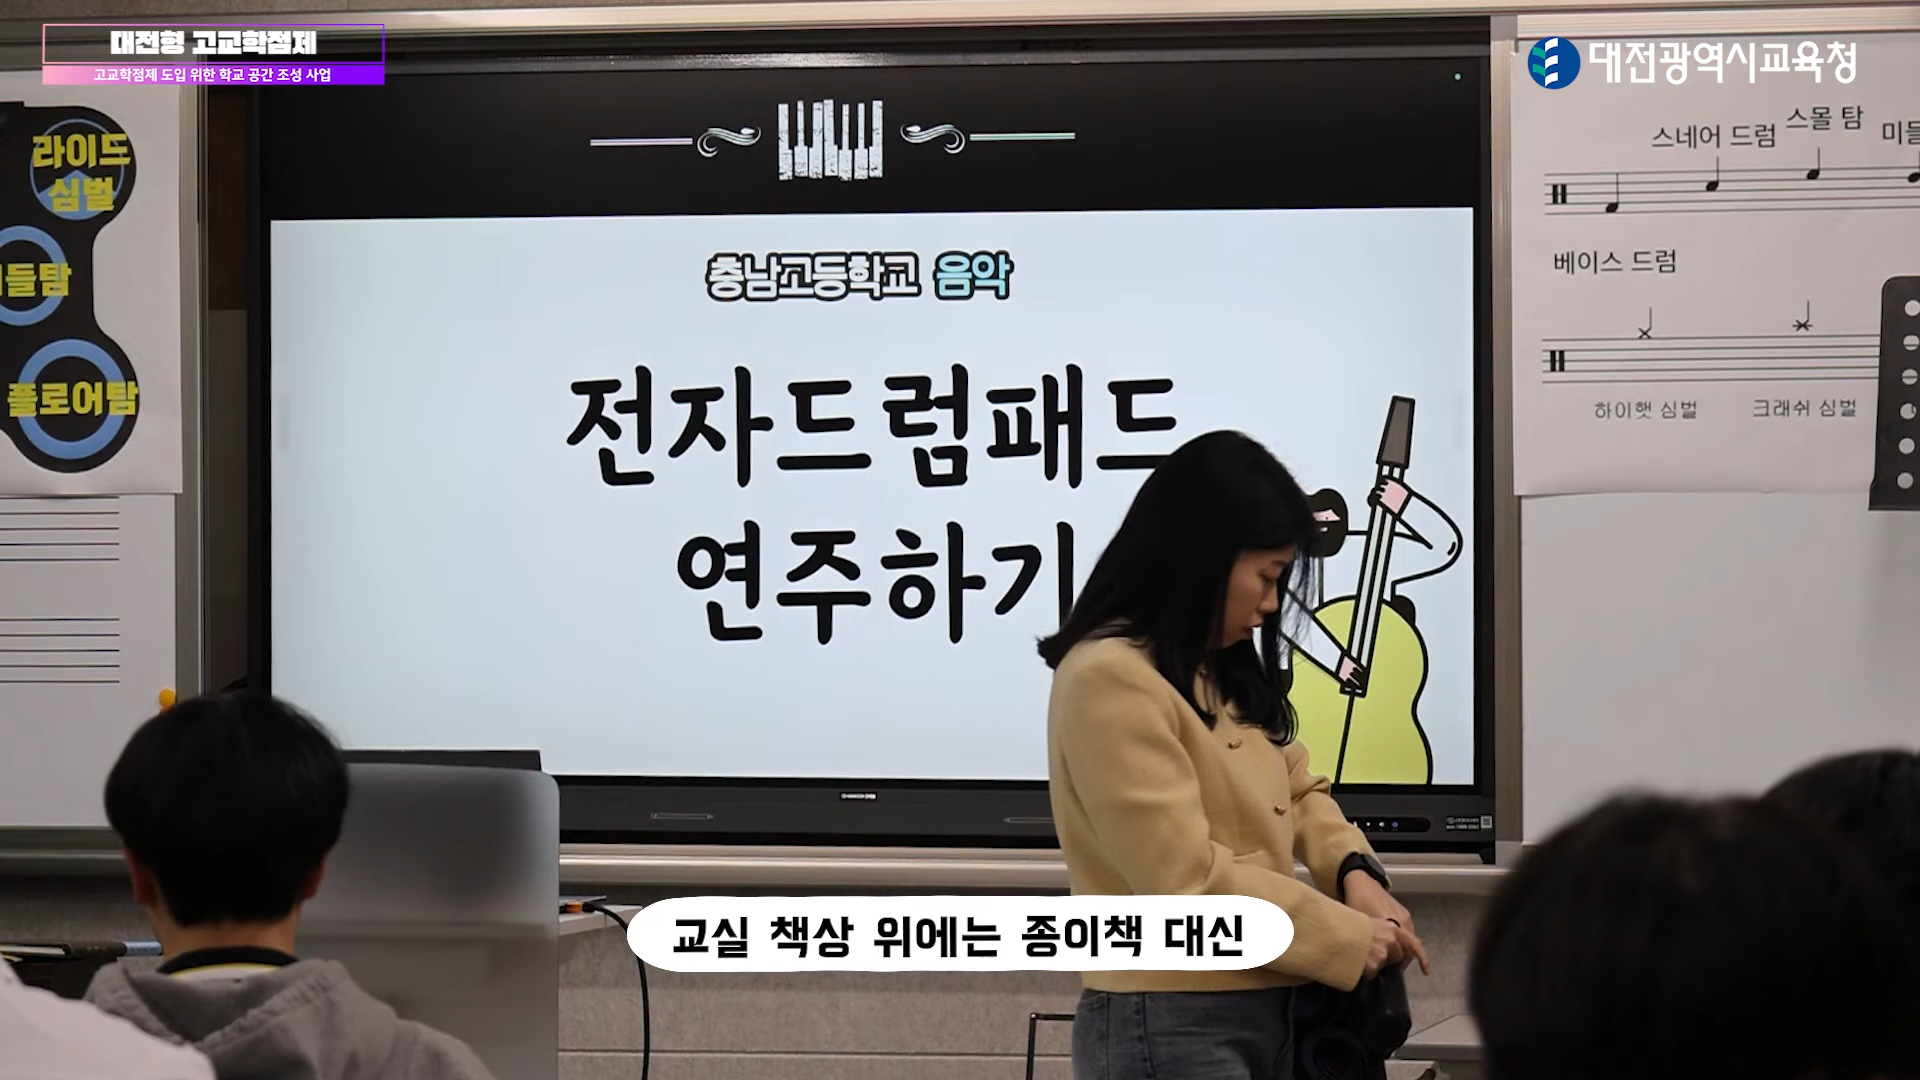 대전형 고교학점제
고교학점제 도입 위한 학교 공간 조성 사업
대전광역시교육청
라이드
심벌
들탐
플로어탐
충남고등학교 음악
전자드럼패드
연주하기
스네어 드럼
스몰 탐
미들
베이스 드럼
하이햇 심벌
크래쉬 심벌
교실 책상 위에는 종이책 대신